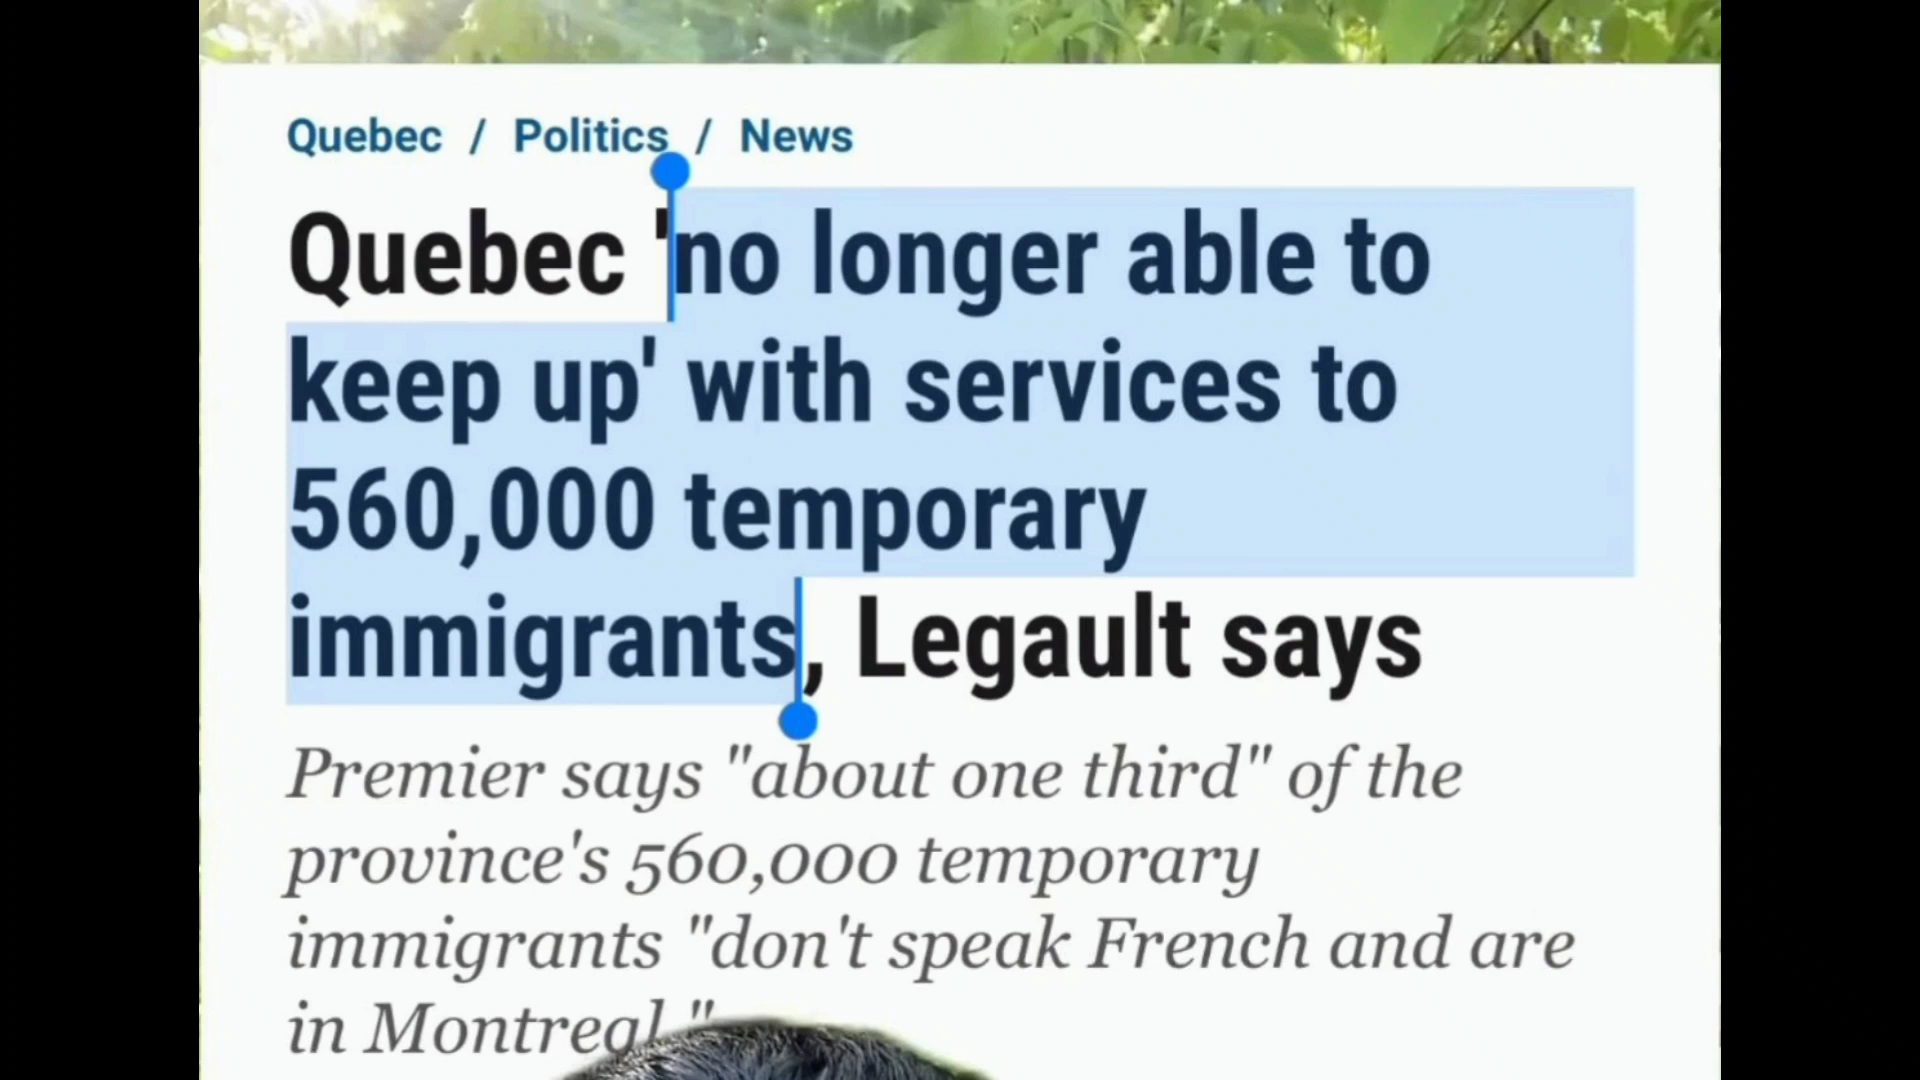 Quebec / Politics / News
Quebec 'no longer able to
keep up' with services to
560,000 temporary
immigrants, Legault says
Premier says "about one third" of the
province's 560,000 temporary
immigrants "don't speak French and are
in Montreal."